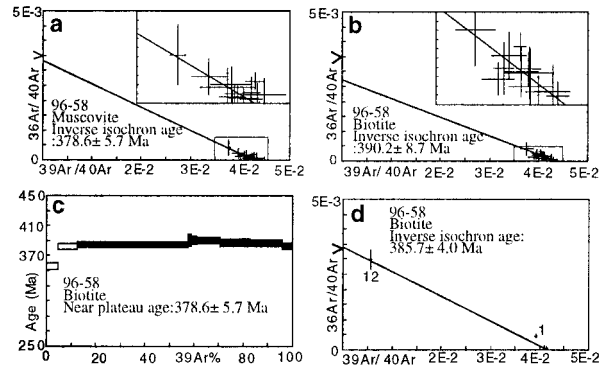 a
5E-3
36Ar/ 40Ar
96-58
Muscovite
Inverse isochron age
:378.6± 5.7 Ma
0
39Ar/40Ar
2E-2
3E-2
4E-2
5E-2
b
5E-3
36Ar/ 40Ar
96-58
Biotite
Inverse isochron age
:390.2± 8.7 Ma
0
39Ar/ 40Ar
2E-2
3E-2
4E-2
5E-2
c
450
410
370
250
Age (Ma)
96-58
Biotite
Near plateau age:378.6± 5.7 Ma
0
20
40
60
39Ar%
80
100
d
5E-3
36Ar/ 40Ar
96-58
Biotite
Inverse isochron age:
385.7± 4.0 Ma
12
1
0
39Ar/ 40Ar
2E-2
3E-2
4E-2
5E-2